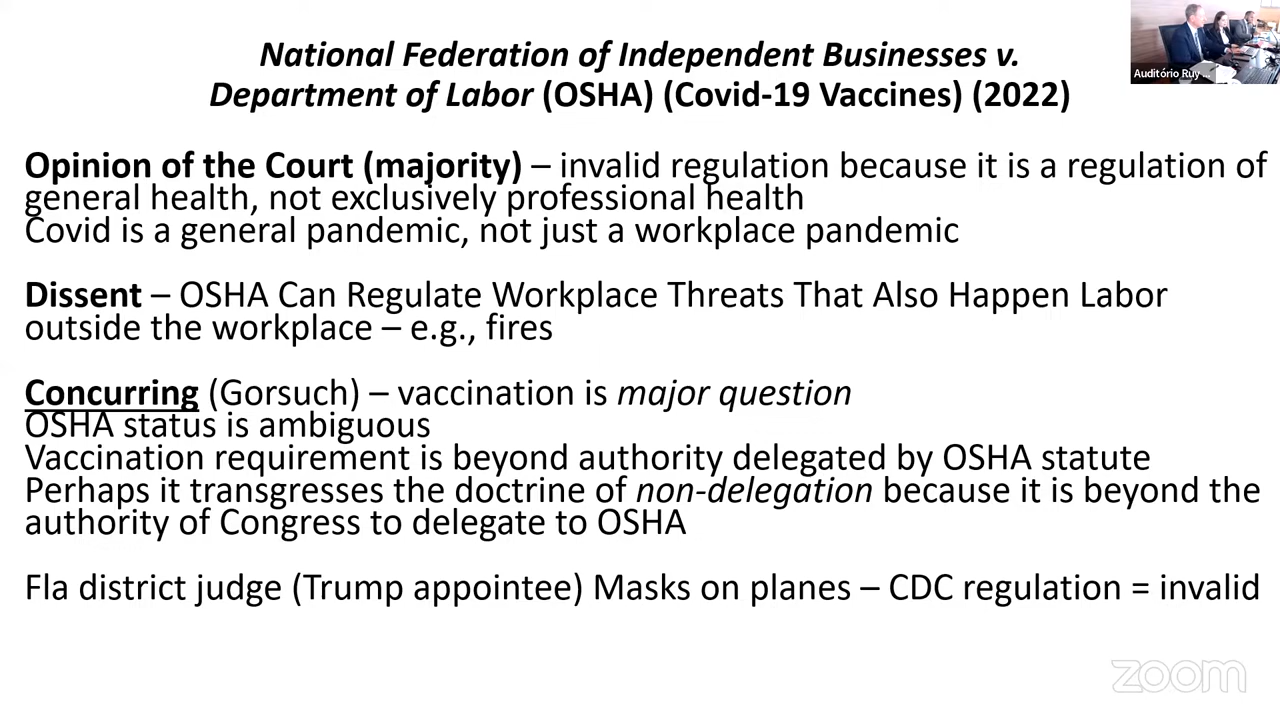 National Federation of Independent Businesses v.
Department of Labor (OSHA) (Covid-19 Vaccines) (2022)
Auditório Ruy ...
Opinion of the Court (majority) – invalid regulation because it is a regulation of
general health, not exclusively professional health
Covid is a general pandemic, not just a workplace pandemic
Dissent – OSHA Can Regulate Workplace Threats That Also Happen Labor
outside the workplace – e.g., fires
Concurring (Gorsuch) – vaccination is major question
OSHA status is ambiguous
Vaccination requirement is beyond authority delegated by OSHA statute
Perhaps it transgresses the doctrine of non-delegation because it is beyond the
authority of Congress to delegate to OSHA
Fla district judge (Trump appointee) Masks on planes – CDC regulation = invalid
zoom